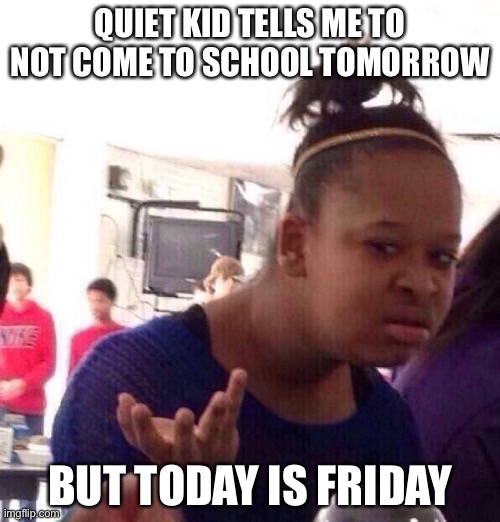 QUIET KID TELLS ME TO
NOT COME TO SCHOOL TOMORROW
BUT TODAY IS FRIDAY
imgflip.com